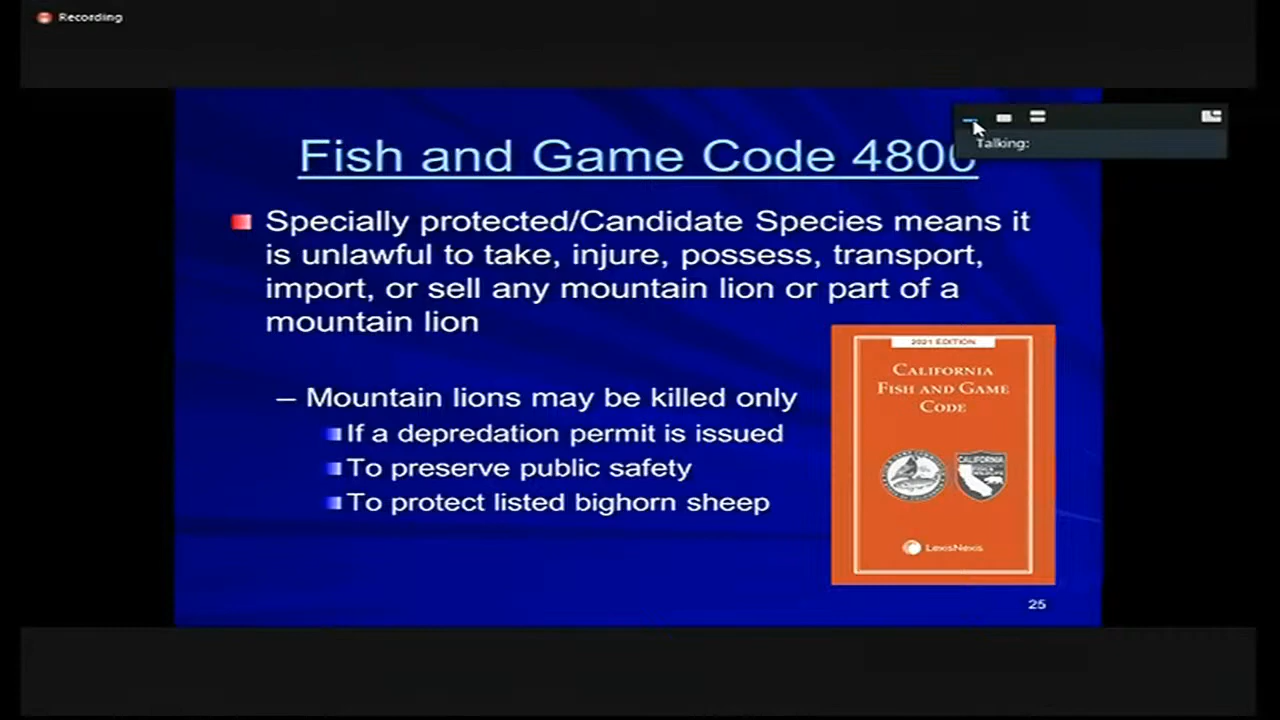 Recording
Talking:
Fish and Game Code 4800
Specially protected/Candidate Species means it
is unlawful to take, injure, possess, transport,
import, or sell any mountain lion or part of a
mountain lion
– Mountain lions may be killed only
If a depredation permit is issued
To preserve public safety
To protect listed bighorn sheep
2021 EDITION
CALIFORNIA
FISH AND GAME
CODE
CALIFORNIA
LexisNexis
25